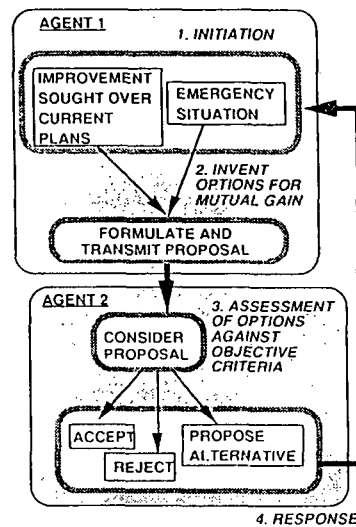 AGENT 1
1. INITIATION
IMPROVEMENT
SOUGHT OVER
CURRENT
PLANS
EMERGENCY
SITUATION
2. INVENT
OPTIONS FOR
MUTUAL GAIN
FORMULATE AND
TRANSMIT PROPOSAL
AGENT 2
3. ASSESSMENT
OF OPTIONS
AGAINST
OBJECTIVE
CRITERIA
CONSIDER
PROPOSAL
ACCEPT
REJECT
PROPOSE
ALTERNATIVE
4. RESPONSE